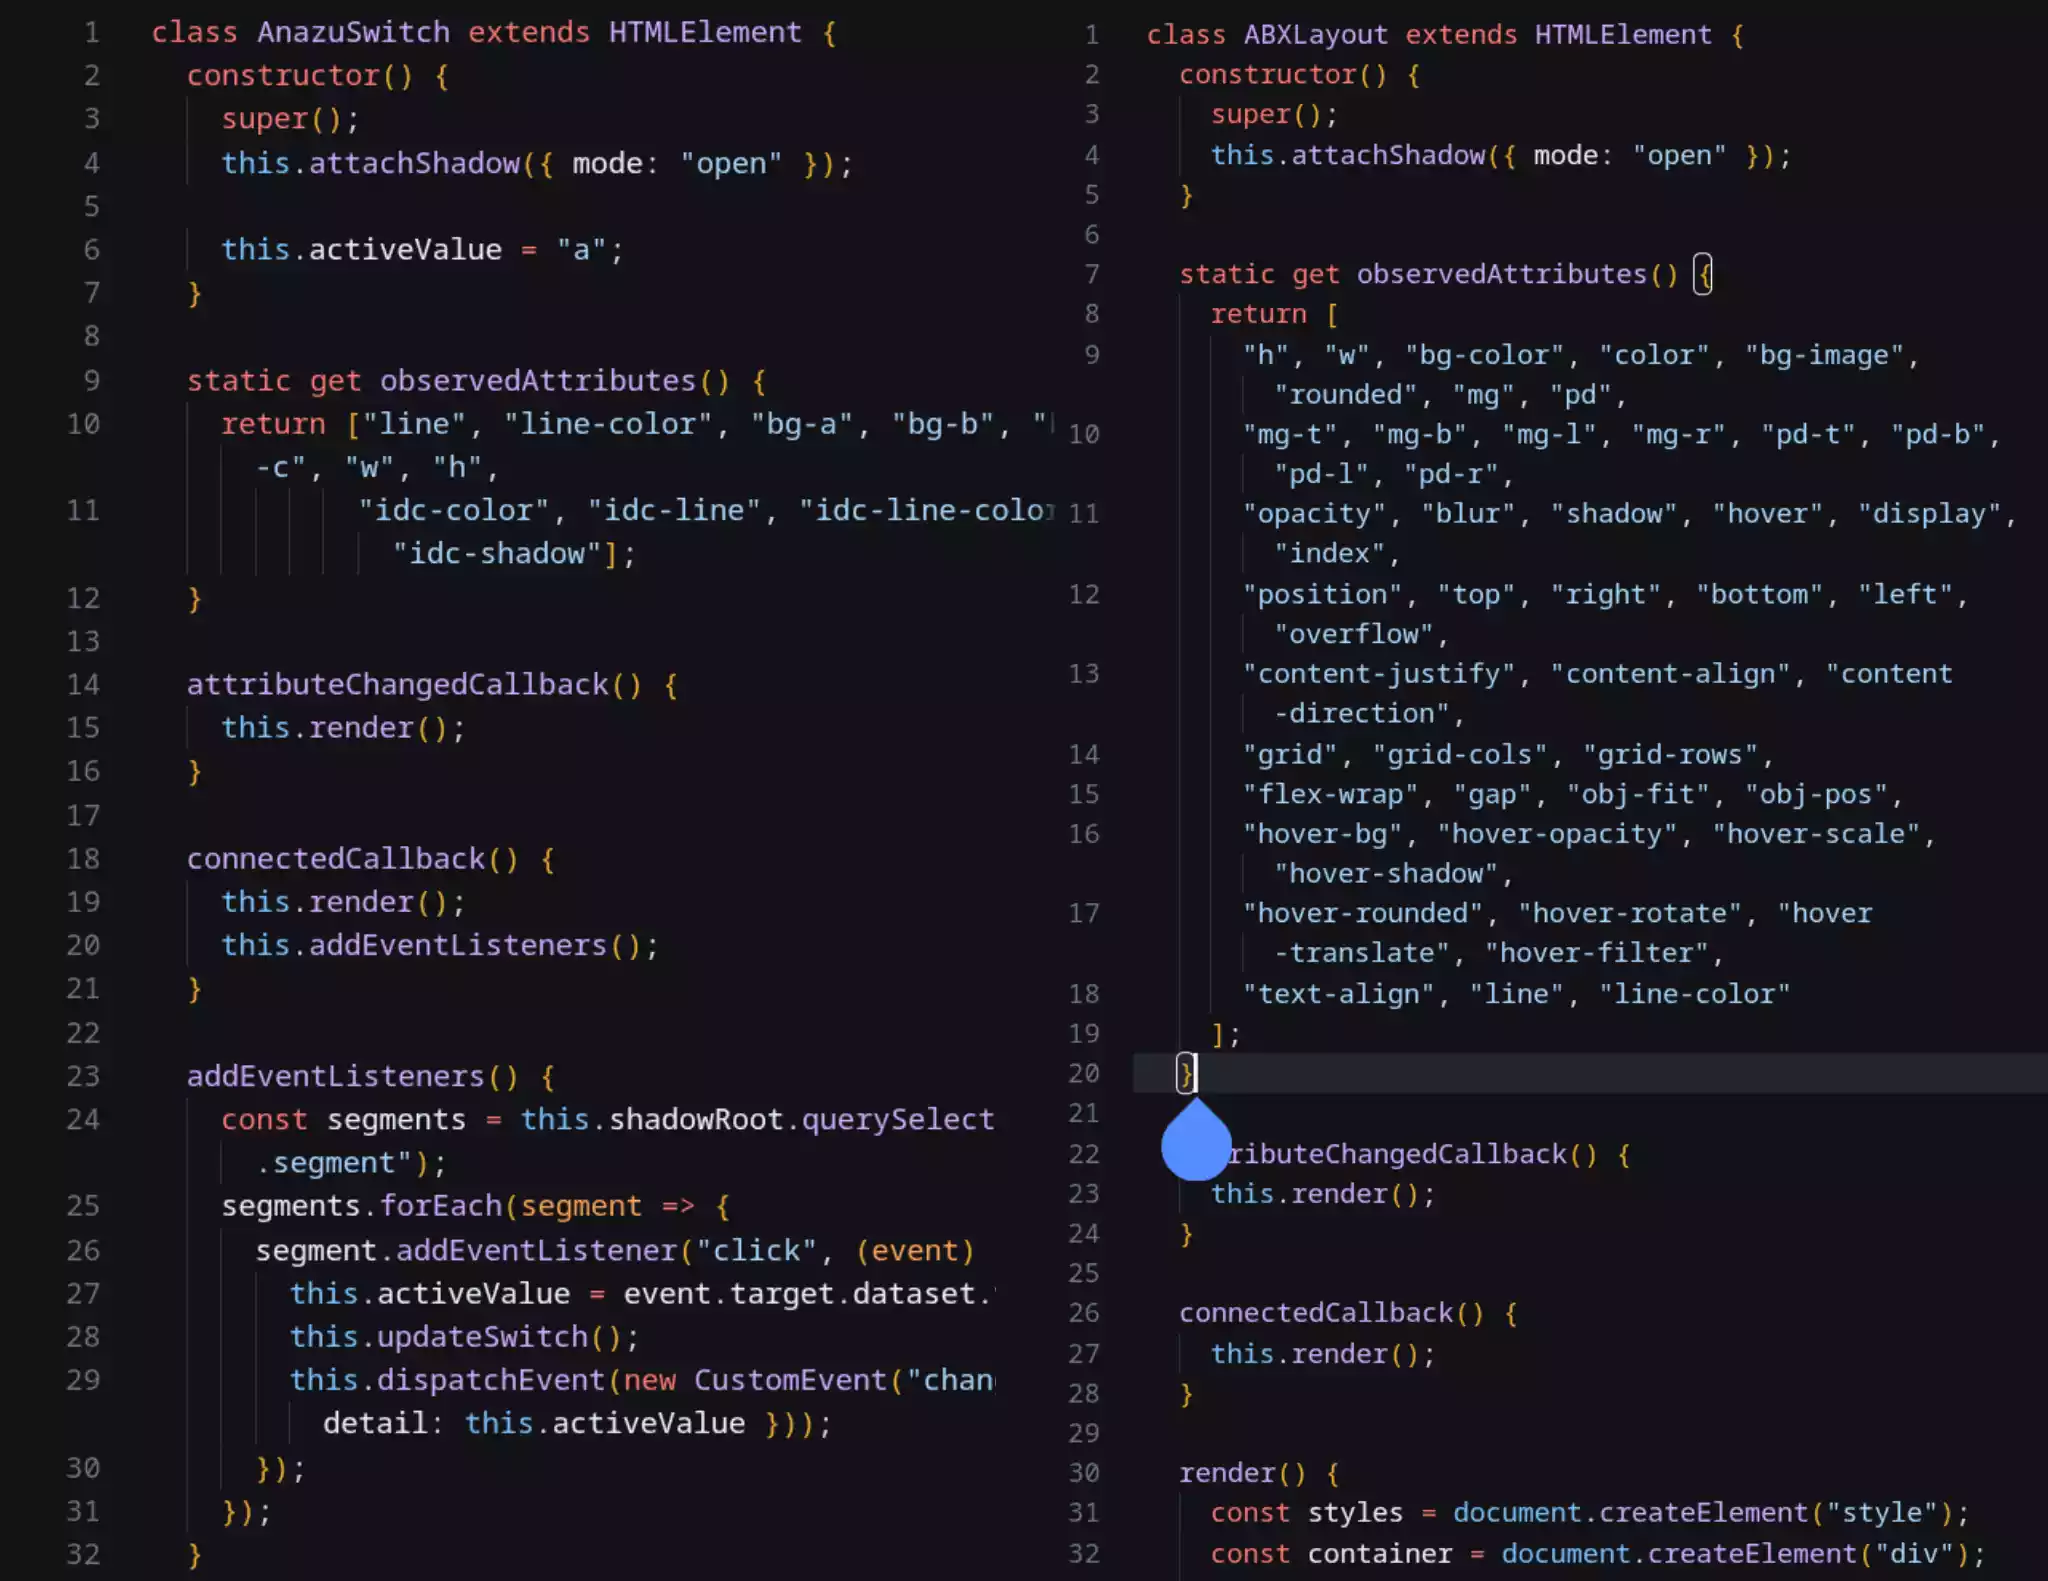 1 class AnazuSwitch extends HTMLElement {
2 constructor() {
3 super();
4 this.attachShadow({ mode: "open" });
5
6 this.activeValue = "a";
7 }
8
9 static get observedAttributes() {
10 return ["line", "line-color", "bg-a", "bg-b", "
-c", "w", "h",
11 "idc-color", "idc-line", "idc-line-colo
"idc-shadow"];
12 }
13
14 attributeChangedCallback() {
15 this.render();
16 }
17
18 connectedCallback() {
19 this.render();
20 this.addEventListeners();
21 }
22
23 addEventListeners() {
24 const segments = this.shadowRoot.querySelect
.segment");
25 segments.forEach(segment => {
26 segment.addEventListener("click", (event)
27 this.activeValue = event.target.dataset.
28 this.updateSwitch();
29 this.dispatchEvent(new CustomEvent("chan
detail: this.activeValue }));
30 });
31 });
32 }
1 class ABXLayout extends HTMLElement {
2 constructor() {
3 super();
4 this.attachShadow({ mode: "open" });
5 }
6
7 static get observedAttributes() {
8 return [
9 "h", "w", "bg-color", "color", "bg-image",
"rounded", "mg", "pd",
10 "mg-t", "mg-b", "mg-l", "mg-r", "pd-t", "pd-b",
"pd-l", "pd-r",
11 "opacity", "blur", "shadow", "hover", "display",
"index",
12 "position", "top", "right", "bottom", "left",
"overflow",
13 "content-justify", "content-align", "content
-direction",
14 "grid", "grid-cols", "grid-rows",
15 "flex-wrap", "gap", "obj-fit", "obj-pos",
16 "hover-bg", "hover-opacity", "hover-scale",
"hover-shadow",
17 "hover-rounded", "hover-rotate", "hover
-translate", "hover-filter",
18 "text-align", "line", "line-color"
19 ];
20 }
21
22 ributeChangedCallback() {
23 this.render();
24 }
25
26 connectedCallback() {
27 this.render();
28 }
29
30 render() {
31 const styles = document.createElement("style");
32 const container = document.createElement("div");